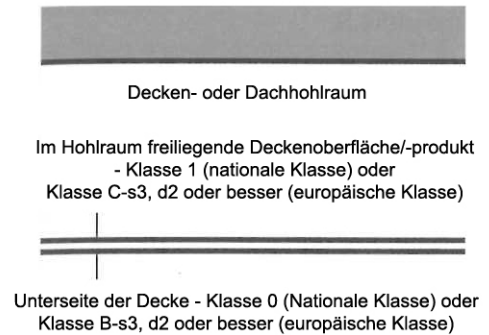 Decken- oder Dachhohlraum
Im Hohlraum freiliegende Deckenoberfläche/-produkt
- Klasse 1 (nationale Klasse) oder
Klasse C-s3, d2 oder besser (europäische Klasse)
Unterseite der Decke - Klasse 0 (Nationale Klasse) oder
Klasse B-s3, d2 oder besser (europäische Klasse)